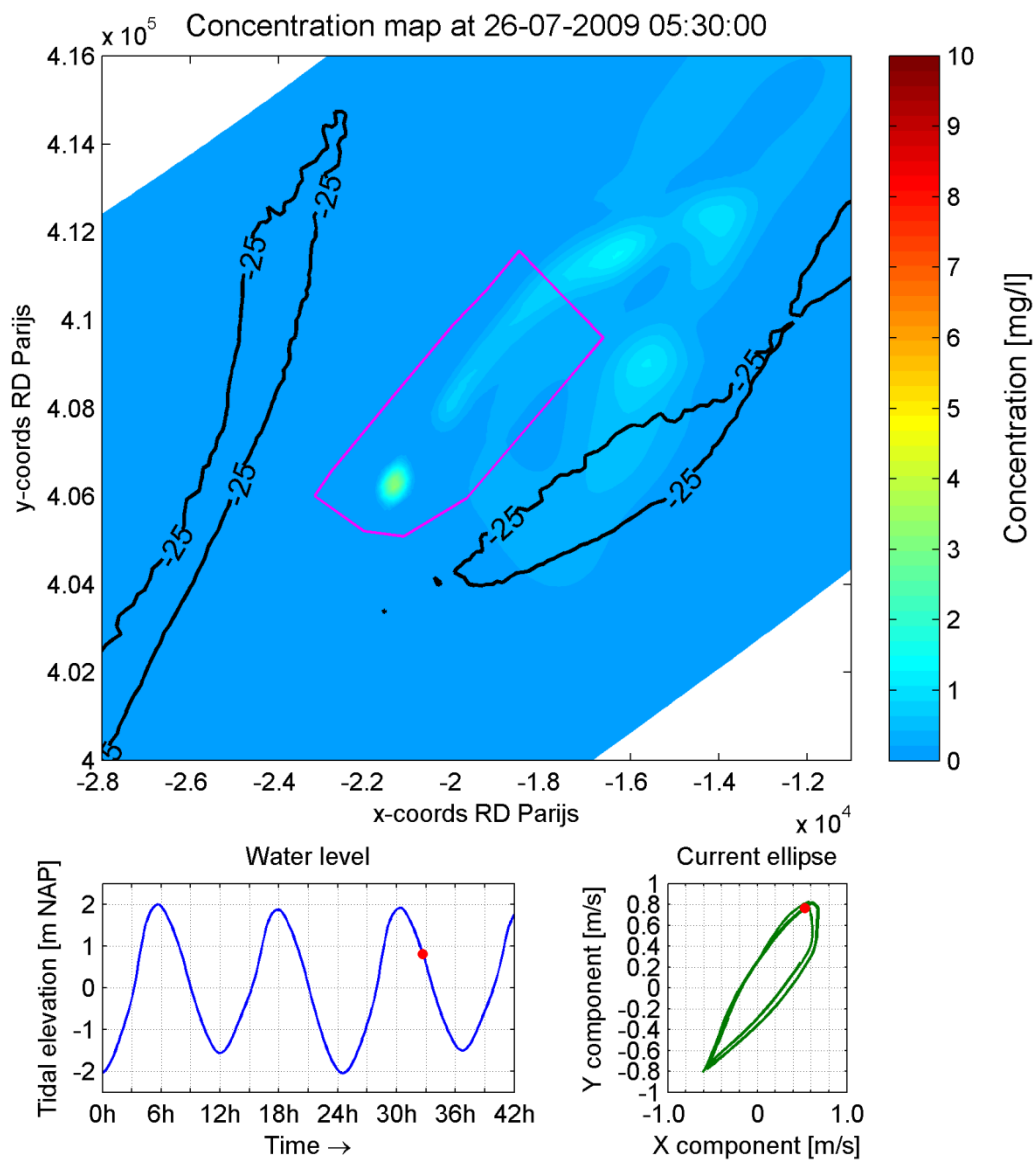 x 10^5
Concentration map at 26-07-2009 05:30:00
4.16
4.14
4.12
4.1
4.08
4.06
4.04
4.02
4
y-coords RD Parijs
-2.8
-2.6
-2.4
-2.2
-2
-1.8
-1.6
-1.4
-1.2
x-coords RD Parijs
x 10^4
-25
-25
-25
-25
-25
5
-25
-25
-25
10
9
8
7
6
5
4
3
2
1
0
Concentration [mg/l]
Water level
Tidal elevation [m NAP]
2
1
0
-1
-2
0h
6h
12h
18h
24h
30h
36h
42h
Time →
Current ellipse
Y component [m/s]
1
0.8
0.6
0.4
0.2
0
-0.2
-0.4
-0.6
-0.8
-1
-1.0
0
1.0
X component [m/s]